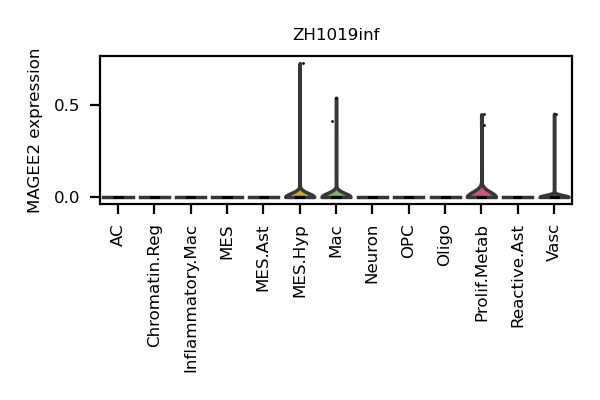 ZH1019inf
MAGEE2 expression
0.5
0.0
AC
Chromatin.Reg
Inflammatory.Mac
MES
MES.Ast
MES.Hyp
Mac
Neuron
OPC
Oligo
Prolif.Metab
Reactive.Ast
Vasc